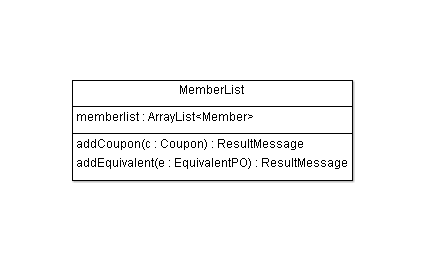 MemberList
memberlist : ArrayList<Member>
addCoupon(c : Coupon) : ResultMessage
addEquivalent(e : EquivalentPO) : ResultMessage